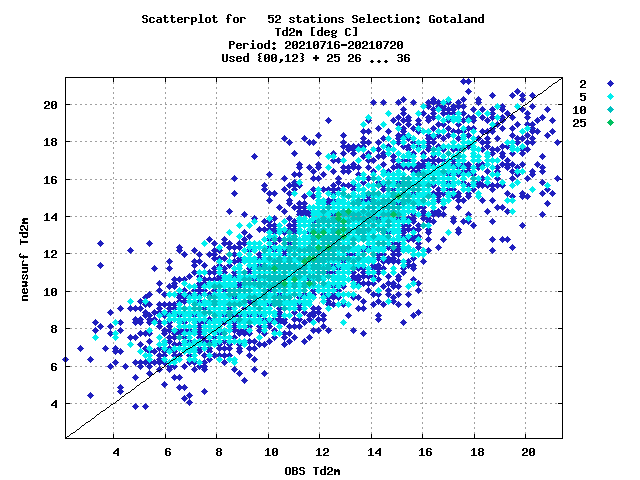 Scatterplot for   52 stations Selection: Gotaland
Td2m [deg C]
Period: 20210716-20210720
Used {00,12} + 25 26 ... 36
2
5
10
25
20
18
16
14
12
10
8
6
4
newsurf Td2m
4 6 8 10 12 14 16 18 20
OBS Td2m